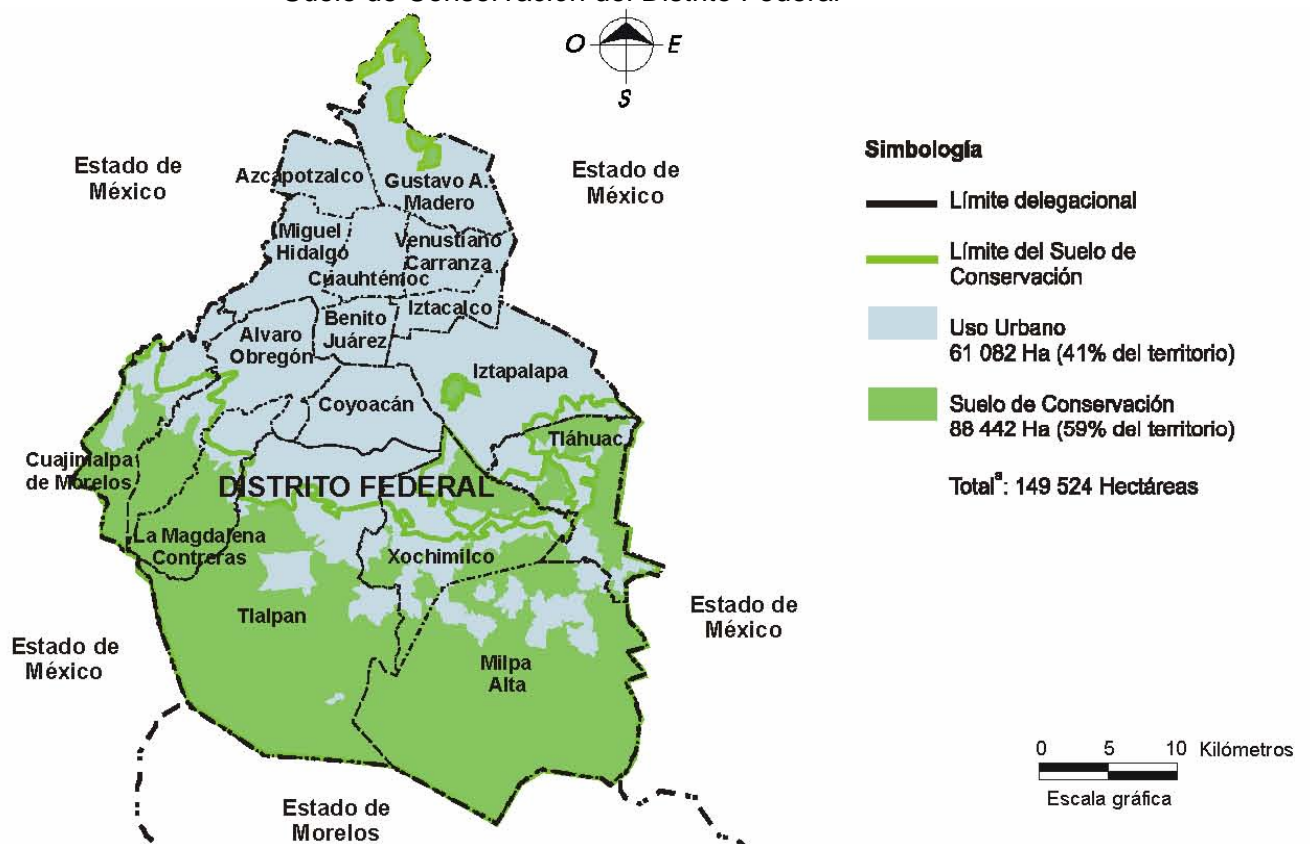 Suelo de Conservación del Distrito Federal
O
E
S
Estado de
México
Estado de
México
Azcapotzalco
Gustavo A.
Madero
Miguel
Hidalgo
Venustiano
Carranza
Cuauhtémoc
Iztacalco
Benito
Juárez
Alvaro
Obregón
Iztapalapa
Coyoacán
Tláhuac
Cuajimalpa
de Morelos
DISTRITO FEDERAL
La Magdalena
Contreras
Xochimilco
Tlalpan
Milpa
Alta
Estado de
México
Estado de
México
Estado de
Morelos
Simbología
Límite delegacional
Límite del Suelo de
Conservación
Uso Urbano
61 082 Ha (41% del territorio)
Suelo de Conservación
88 442 Ha (59% del territorio)
Totalª: 149 524 Hectáreas
0 5 10 Kilómetros
Escala gráfica